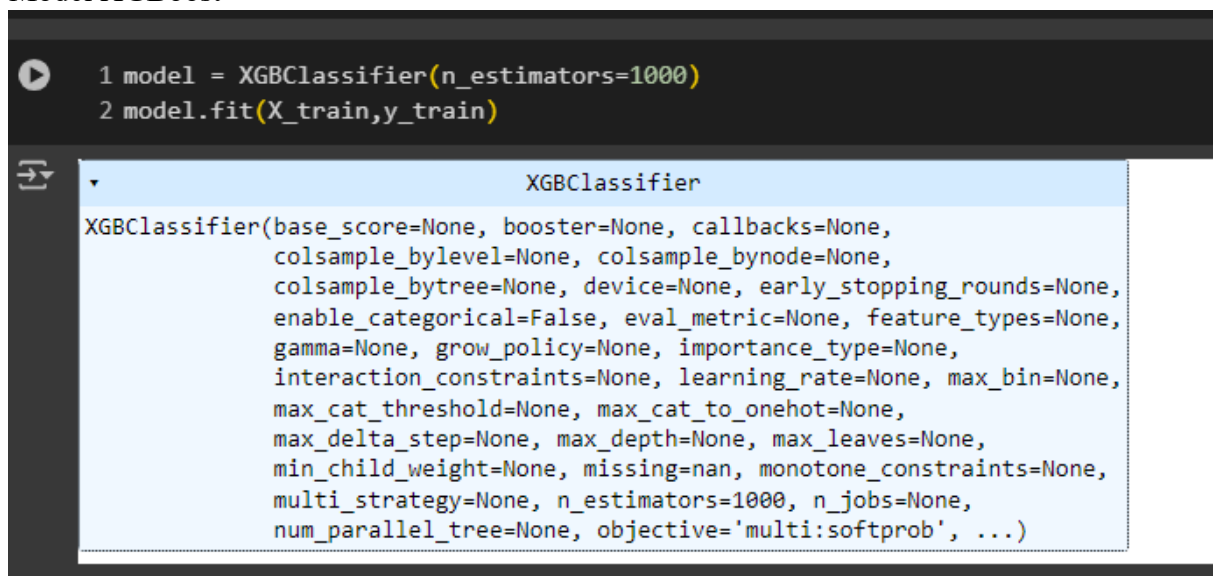 1 model = XGBClassifier(n_estimators=1000)
2 model.fit(X_train,y_train)
XGBClassifier
XGBClassifier(base_score=None, booster=None, callbacks=None,
colsample_bylevel=None, colsample_bynode=None,
colsample_bytree=None, device=None, early_stopping_rounds=None,
enable_categorical=False, eval_metric=None, feature_types=None,
gamma=None, grow_policy=None, importance_type=None,
interaction_constraints=None, learning_rate=None, max_bin=None,
max_cat_threshold=None, max_cat_to_onehot=None,
max_delta_step=None, max_depth=None, max_leaves=None,
min_child_weight=None, missing=nan, monotone_constraints=None,
multi_strategy=None, n_estimators=1000, n_jobs=None,
num_parallel_tree=None, objective='multi:softprob', ...)